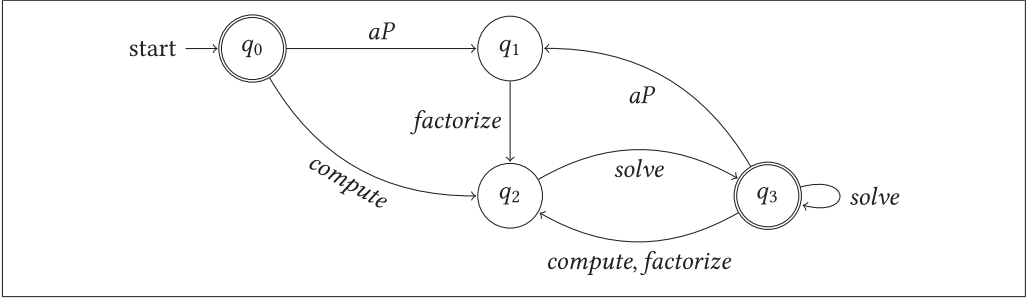 start q0 aP q1
aP
factorize
compute
solve
q2 q3 solve
compute, factorize